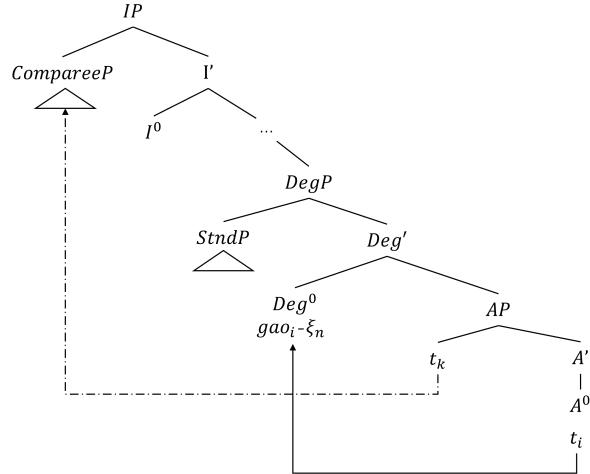 IP
CompareeP I’
I⁰ ...
DegP
StndP Deg′
Deg⁰ AP
gaoᵢ-ξₙ
tₖ A’
A⁰
tᵢ